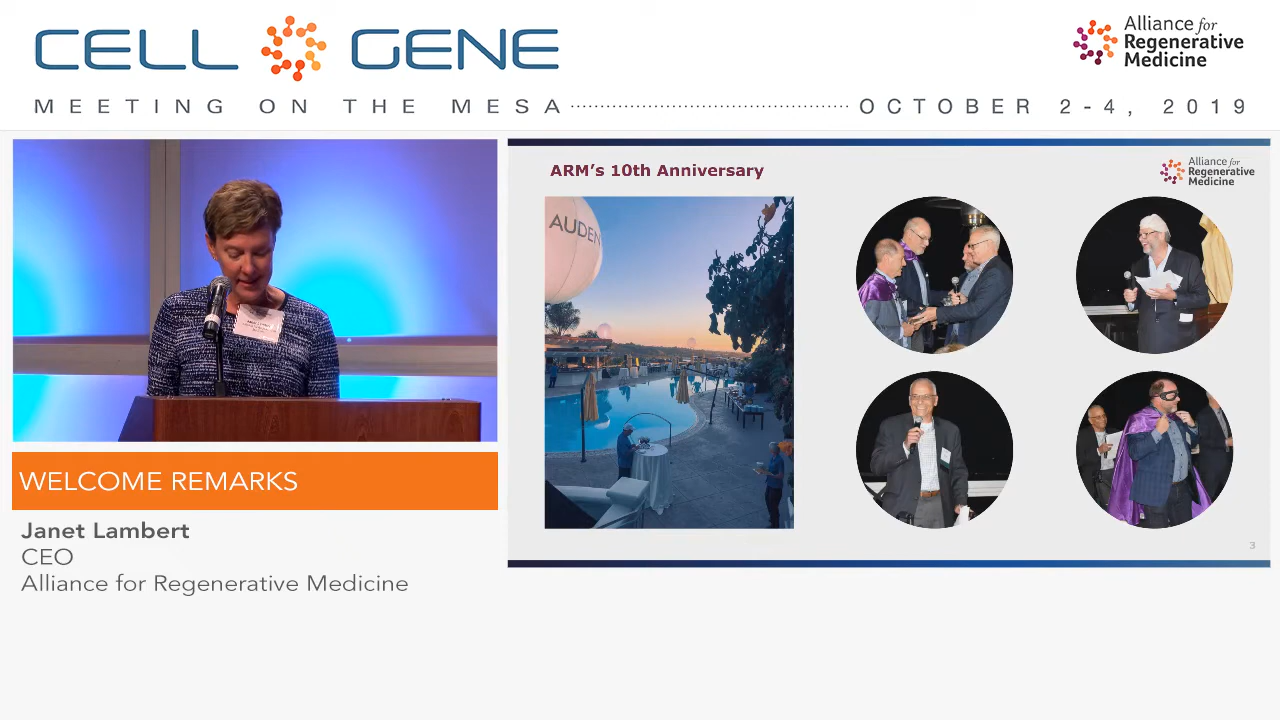 CELL GENE
Alliance for
Regenerative
Medicine
MEETING ON THE MESA
OCTOBER 2-4, 2019
ARM's 10th Anniversary
Alliance for
Regenerative
Medicine
AUDEN
3
WELCOME REMARKS
Janet Lambert
CEO
Alliance for Regenerative Medicine